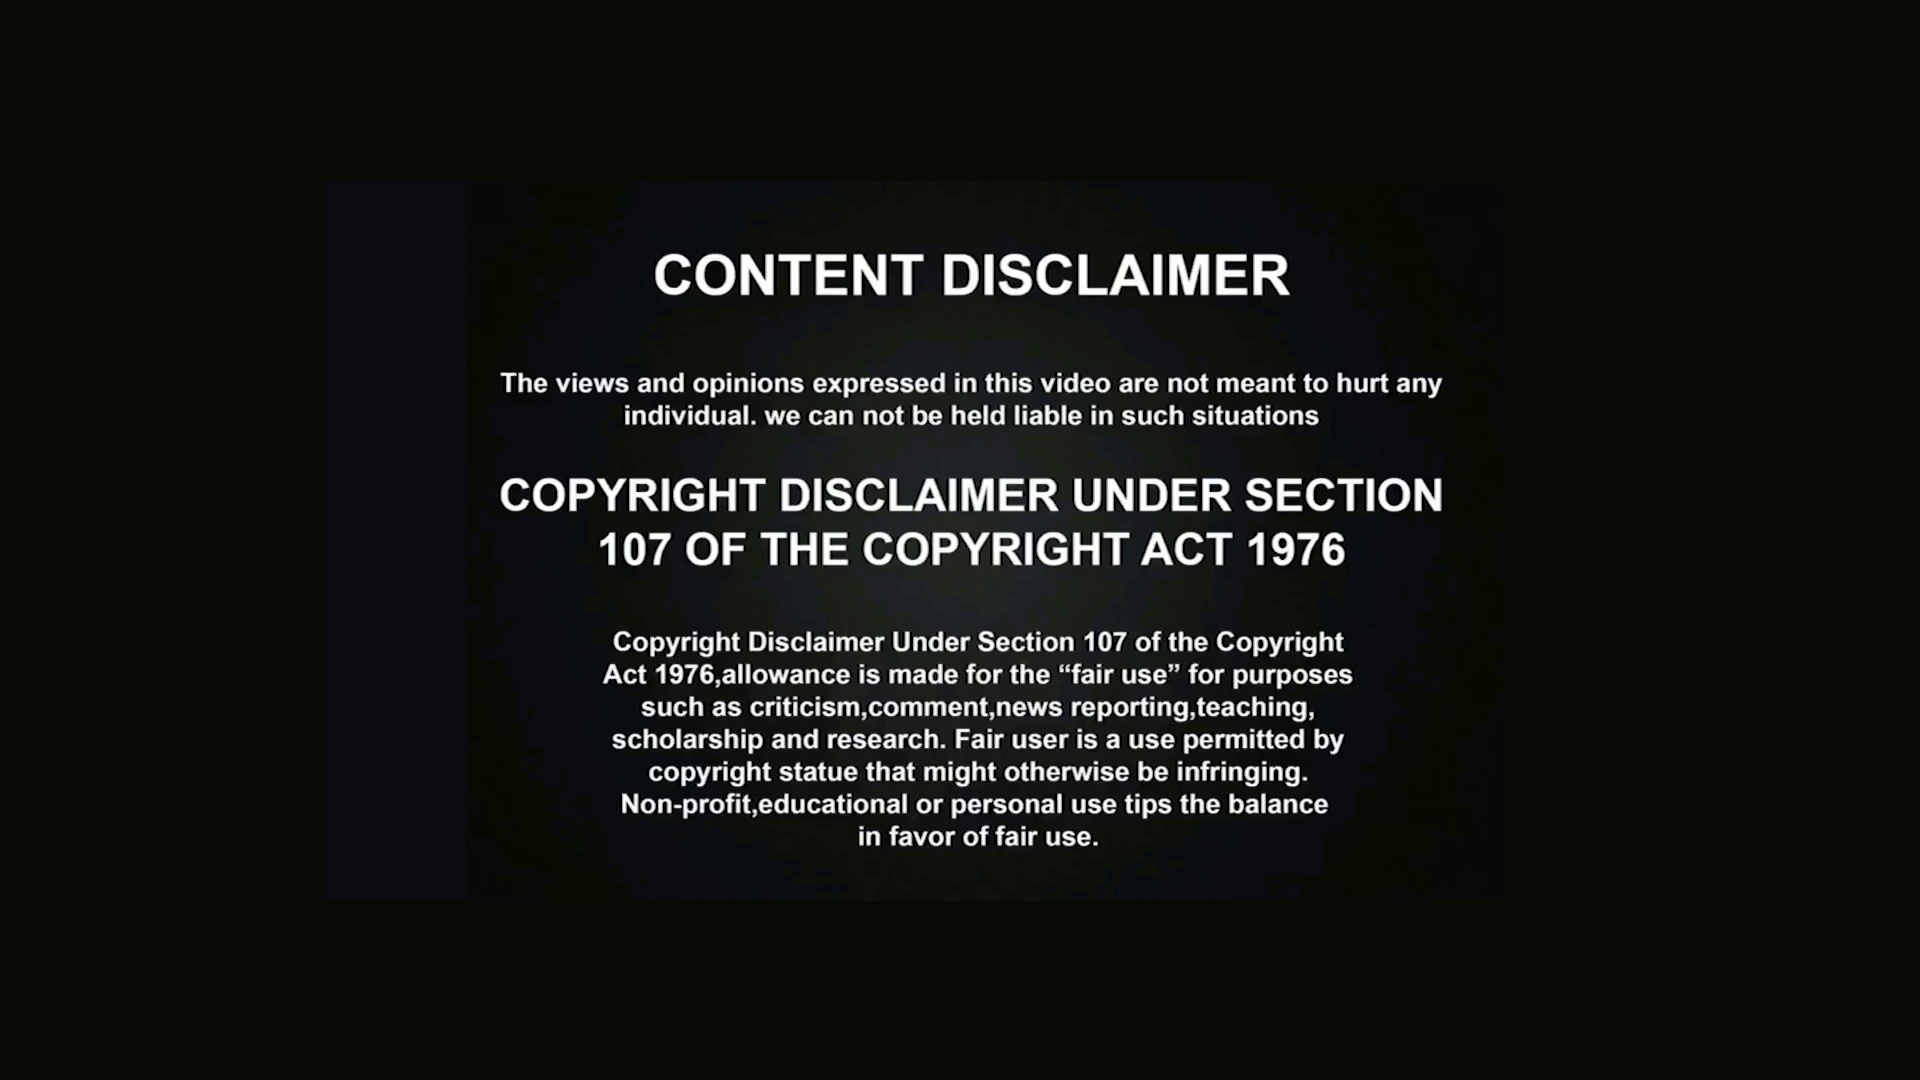 CONTENT DISCLAIMER
The views and opinions expressed in this video are not meant to hurt any
individual. we can not be held liable in such situations
COPYRIGHT DISCLAIMER UNDER SECTION
107 OF THE COPYRIGHT ACT 1976
Copyright Disclaimer Under Section 107 of the Copyright
Act 1976,allowance is made for the “fair use” for purposes
such as criticism,comment,news reporting,teaching,
scholarship and research. Fair user is a use permitted by
copyright statue that might otherwise be infringing.
Non-profit,educational or personal use tips the balance
in favor of fair use.